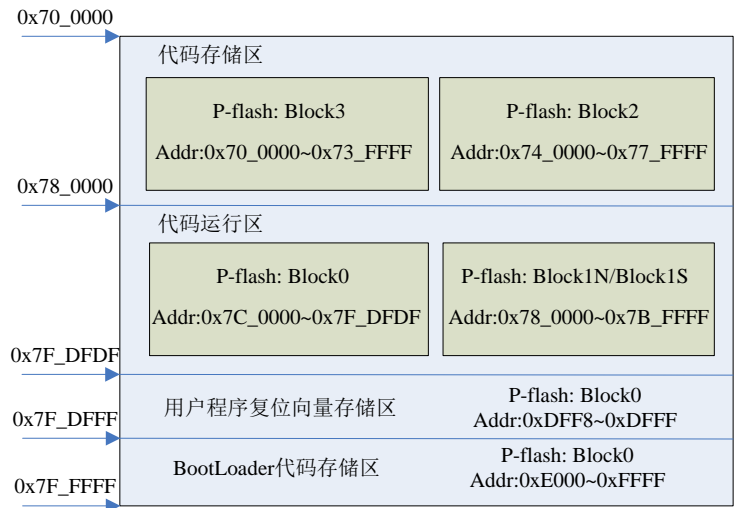 0x70_0000
代码存储区
P-flash: Block3
Addr:0x70_0000~0x73_FFFF
P-flash: Block2
Addr:0x74_0000~0x77_FFFF
0x78_0000
代码运行区
P-flash: Block0
Addr:0x7C_0000~0x7F_DFDF
P-flash: Block1N/Block1S
Addr:0x78_0000~0x7B_FFFF
0x7F_DFDF
用户程序复位向量存储区
P-flash: Block0
Addr:0xDFF8~0xDFFF
0x7F_DFFF
BootLoader代码存储区
P-flash: Block0
Addr:0xE000~0xFFFF
0x7F_FFFF